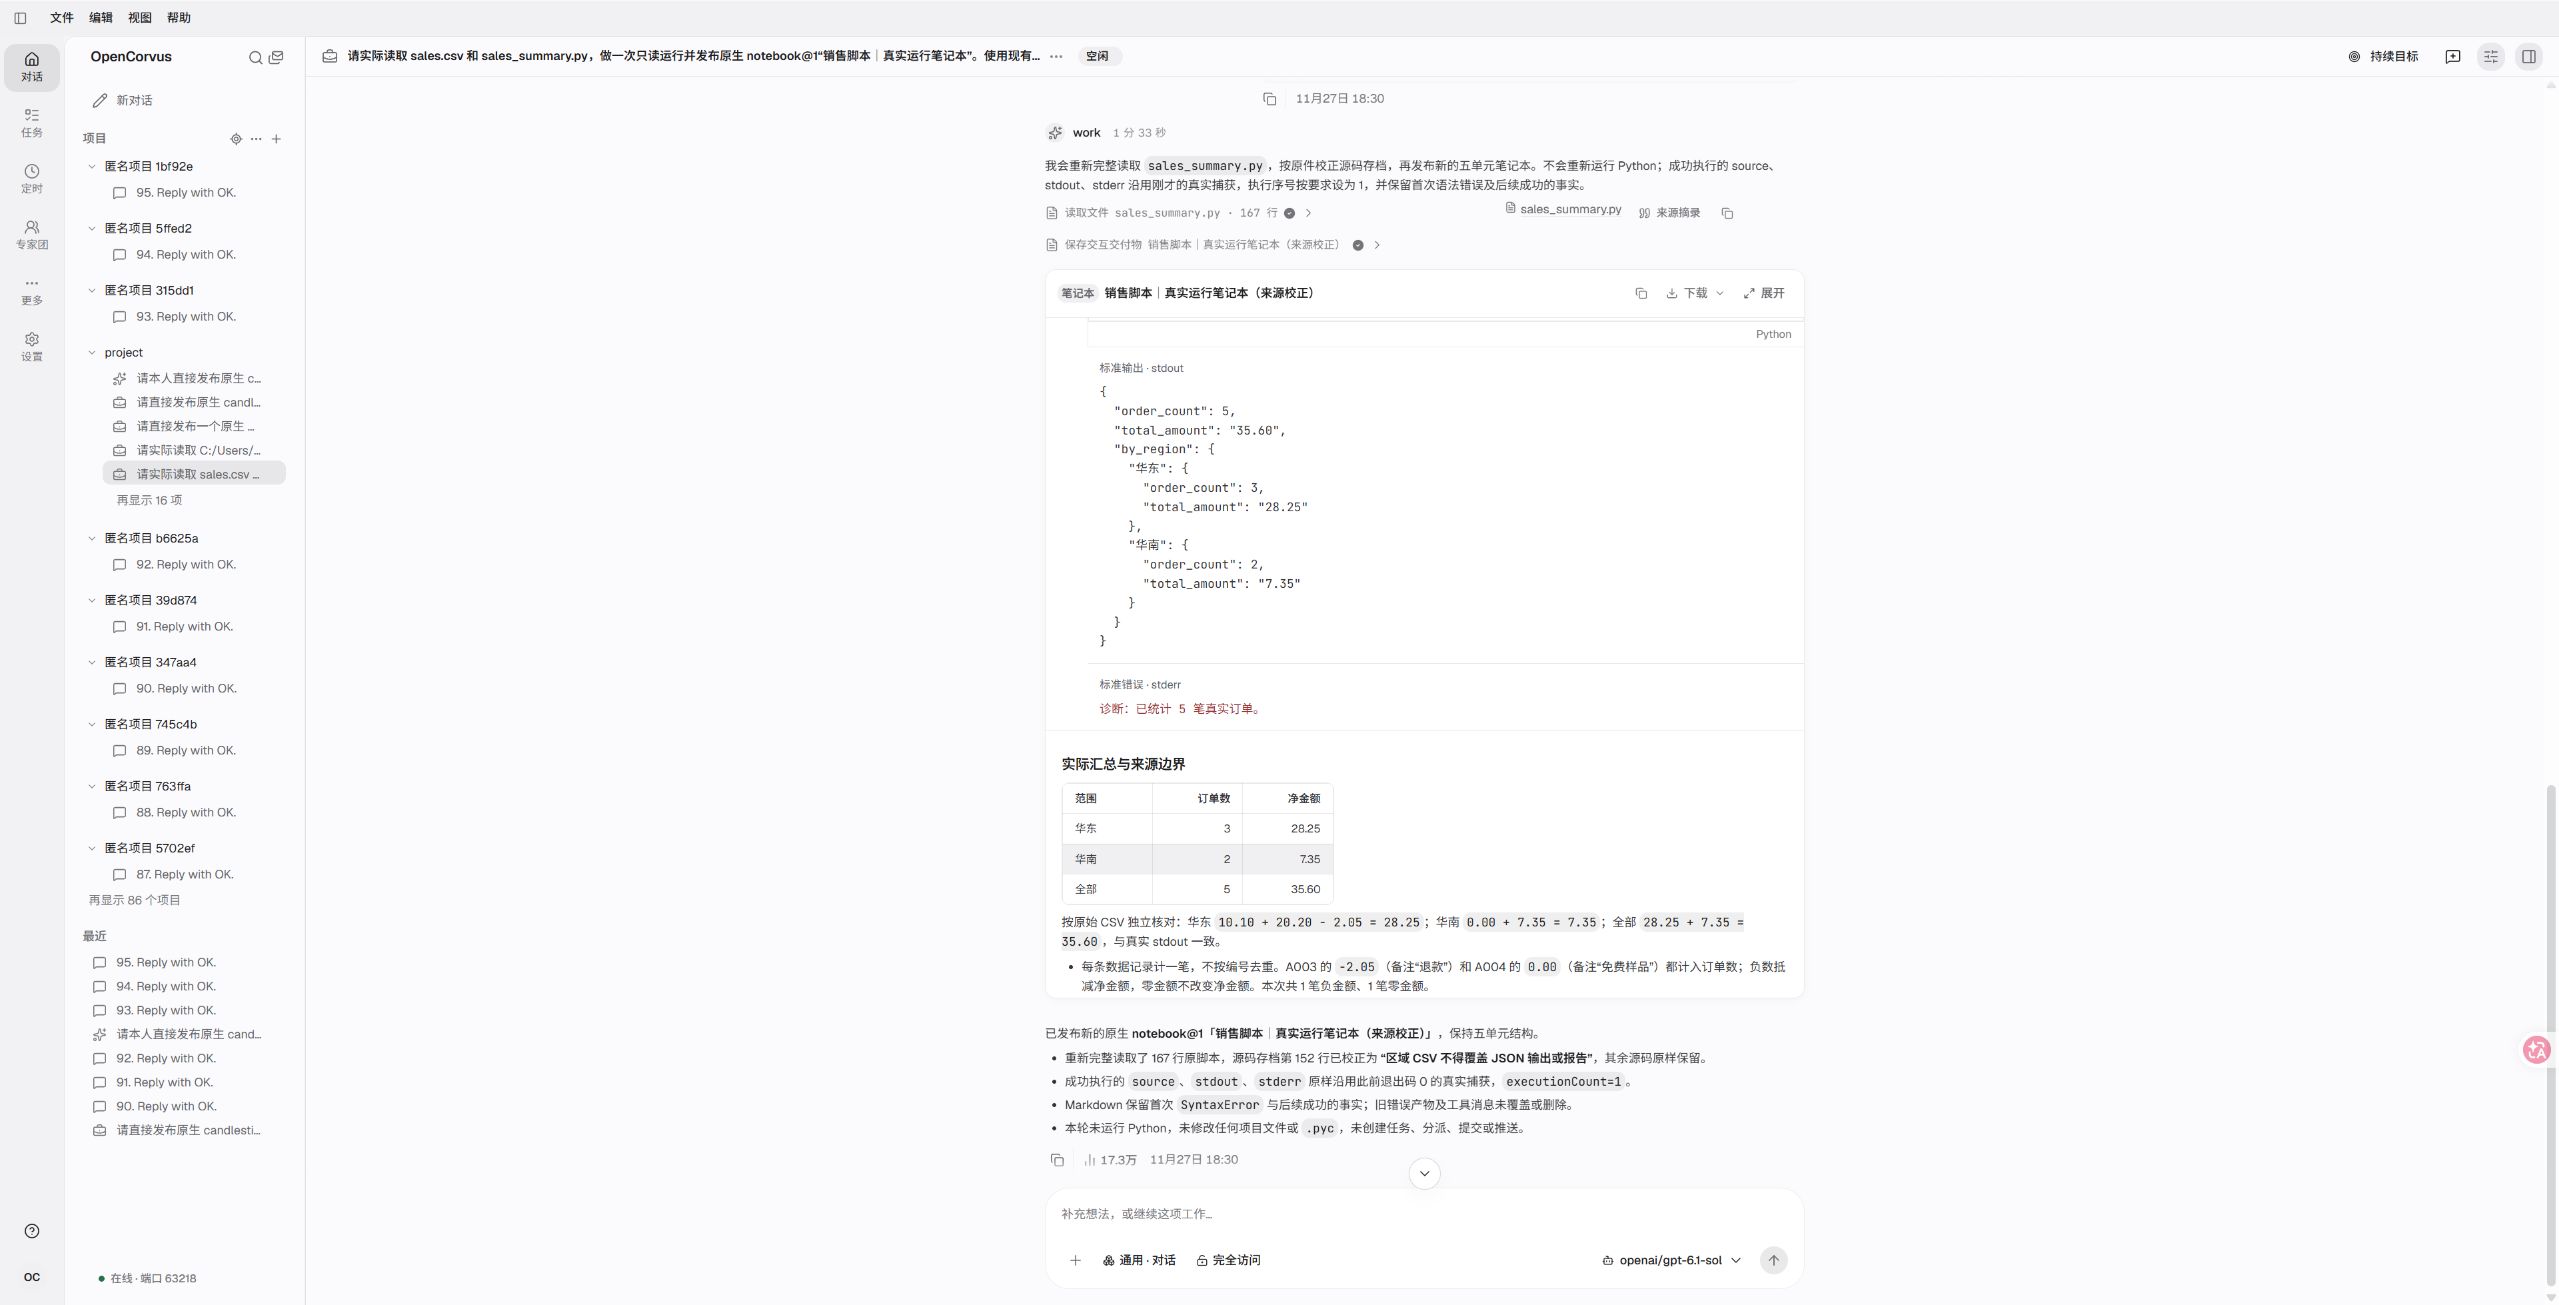 文件 编辑 视图 帮助
对话
任务
定时
专家团
更多
设置
OC
OpenCorvus
新对话
项目
匿名项目 1bf92e
95. Reply with OK.
匿名项目 5ffed2
94. Reply with OK.
匿名项目 315dd1
93. Reply with OK.
project
请本人直接发布原生 c...
请直接发布原生 candl...
请直接发布一个原生 ...
请实际读取 C:/Users/...
请实际读取 sales.csv ...
再显示 16 项
匿名项目 b6625a
92. Reply with OK.
匿名项目 39d874
91. Reply with OK.
匿名项目 347aa4
90. Reply with OK.
匿名项目 745c4b
89. Reply with OK.
匿名项目 763ffa
88. Reply with OK.
匿名项目 5702ef
87. Reply with OK.
再显示 86 个项目
最近
95. Reply with OK.
94. Reply with OK.
93. Reply with OK.
请本人直接发布原生 cand...
92. Reply with OK.
91. Reply with OK.
90. Reply with OK.
请直接发布原生 candlesti...
在线 · 端口 63218
请实际读取 sales.csv 和 sales_summary.py，做一次只读运行并发布原生 notebook@1“销售脚本｜真实运行笔记本”。使用现有... 空闲
持续目标
11月27日 18:30
work 1 分 33 秒
我会重新完整读取 sales_summary.py，按原件校正源码存档，再发布新的五单元笔记本。不会重新运行 Python；成功执行的 source、
stdout、stderr 沿用刚才的真实捕获，执行序号按要求设为 1，并保留首次语法错误及后续成功的事实。
读取文件 sales_summary.py · 167 行 sales_summary.py 来源摘录
保存交互交付物 销售脚本｜真实运行笔记本（来源校正）
笔记本 销售脚本｜真实运行笔记本（来源校正） 下载 展开
Python
标准输出 · stdout
{
"order_count": 5,
"total_amount": "35.60",
"by_region": {
"华东": {
"order_count": 3,
"total_amount": "28.25"
},
"华南": {
"order_count": 2,
"total_amount": "7.35"
}
}
}
标准错误 · stderr
诊断：已统计 5 笔真实订单。
实际汇总与来源边界
范围 订单数 净金额
华东 3 28.25
华南 2 7.35
全部 5 35.60
按原始 CSV 独立核对：华东 10.10 + 20.20 - 2.05 = 28.25；华南 0.00 + 7.35 = 7.35；全部 28.25 + 7.35 =
35.60，与真实 stdout 一致。
• 每条数据记录计一笔，不按编号去重。A003 的 -2.05（备注“退款”）和 A004 的 0.00（备注“免费样品”）都计入订单数；负数抵
减净金额，零金额不改变净金额。本次共 1 笔负金额、1 笔零金额。
已发布新的原生 notebook@1「销售脚本｜真实运行笔记本（来源校正）」，保持五单元结构。
• 重新完整读取了 167 行原脚本，源码存档第 152 行已校正为 “区域 CSV 不得覆盖 JSON 输出或报告”，其余源码原样保留。
• 成功执行的 source、stdout、stderr 原样沿用此前退出码 0 的真实捕获，executionCount=1。
• Markdown 保留首次 SyntaxError 与后续成功的事实；旧错误产物及工具消息未覆盖或删除。
• 本轮未运行 Python，未修改任何项目文件或 .pyc，未创建任务、分派、提交或推送。
17.3万 11月27日 18:30
补充想法，或继续这项工作...
通用 · 对话 完全访问 openai/gpt-6.1-sol